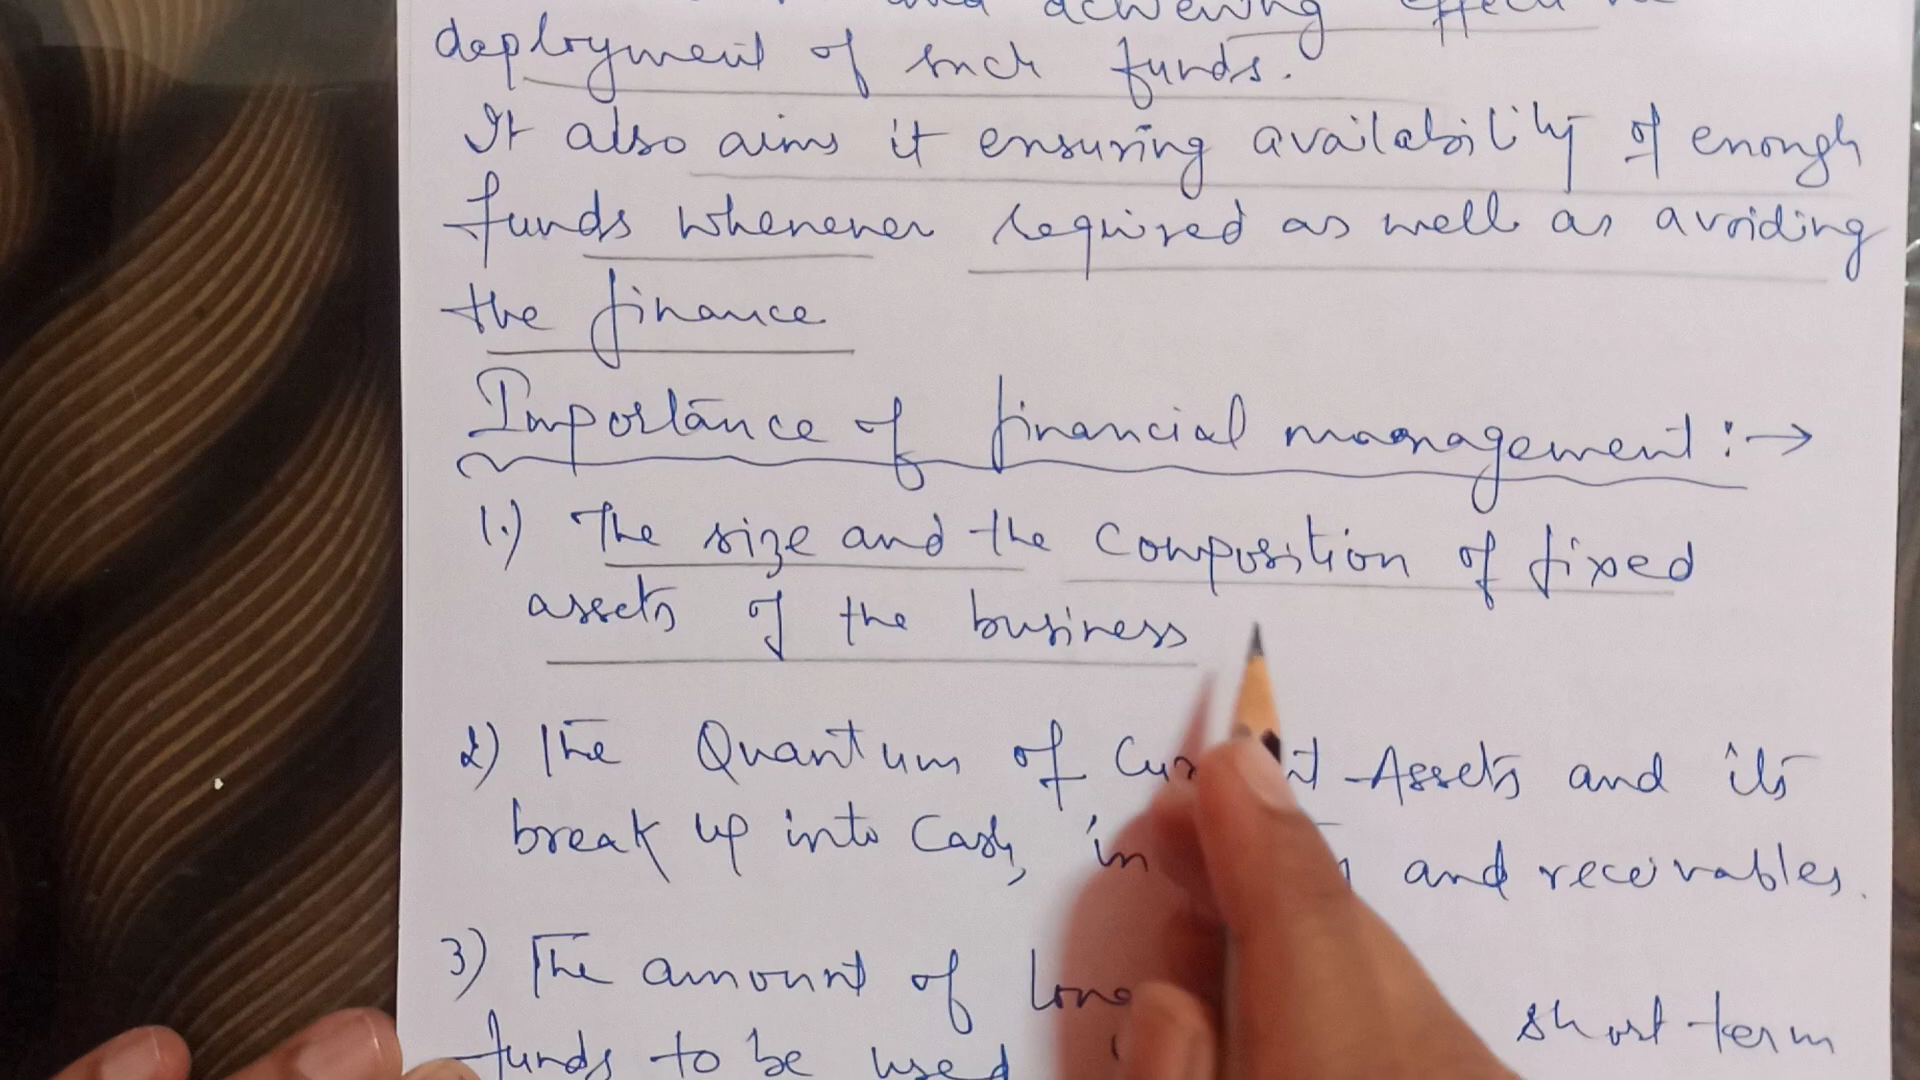 and achieving
deployment of such funds.
It also aims it ensuring availability of enough
funds whenever required as well as avoiding
the finance
Importance of financial management :→
1.) The size and the composition of fixed
assets of the business
2) The Quantum of Assets and its
break up into Cash, in and receivables.
3) The amount of long short term
funds to be used